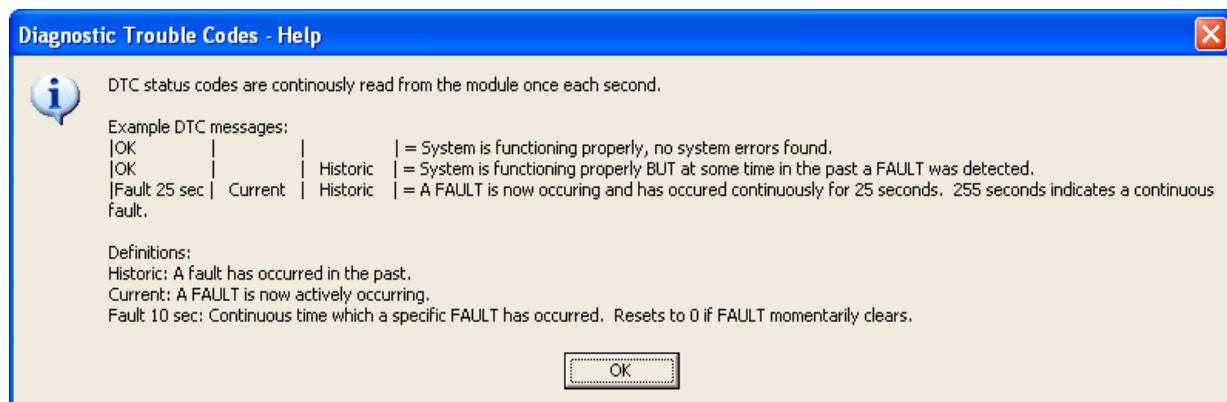 Diagnostic Trouble Codes - Help
DTC status codes are continously read from the module once each second.
Example DTC messages:
|OK | | | = System is functioning properly, no system errors found.
|OK | | Historic | = System is functioning properly BUT at some time in the past a FAULT was detected.
|Fault 25 sec | Current | Historic | = A FAULT is now occuring and has occured continuously for 25 seconds. 255 seconds indicates a continuous
fault.
Definitions:
Historic: A fault has occurred in the past.
Current: A FAULT is now actively occurring.
Fault 10 sec: Continuous time which a specific FAULT has occurred. Resets to 0 if FAULT momentarily clears.
OK